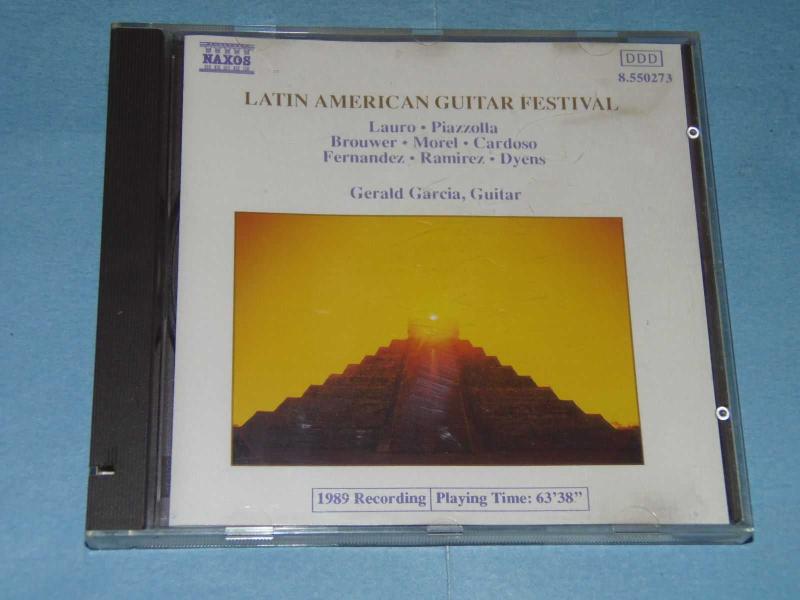 NAXOS
DDD
8.550273
LATIN AMERICAN GUITAR FESTIVAL
Lauro • Piazzolla
Brouwer • Morel • Cardoso
Fernandez • Ramirez • Dyens
Gerald Garcia, Guitar
1989 Recording Playing Time: 63'38"